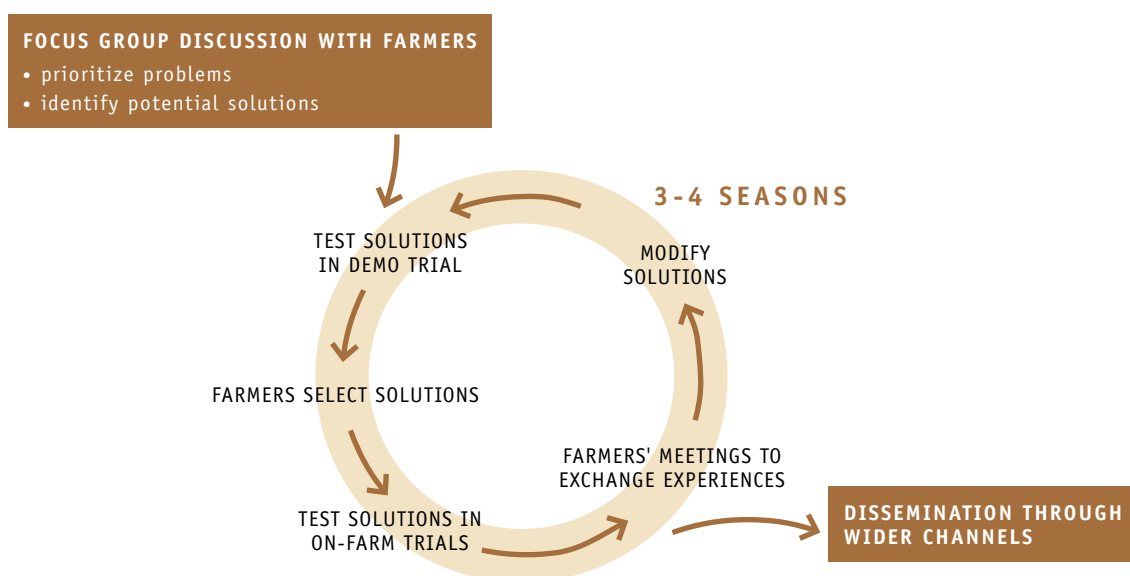 FOCUS GROUP DISCUSSION WITH FARMERS
• prioritize problems
• identify potential solutions
3-4 SEASONS
TEST SOLUTIONS
IN DEMO TRIAL
MODIFY
SOLUTIONS
FARMERS SELECT SOLUTIONS
FARMERS' MEETINGS TO
EXCHANGE EXPERIENCES
TEST SOLUTIONS IN
ON-FARM TRIALS
DISSEMINATION THROUGH
WIDER CHANNELS